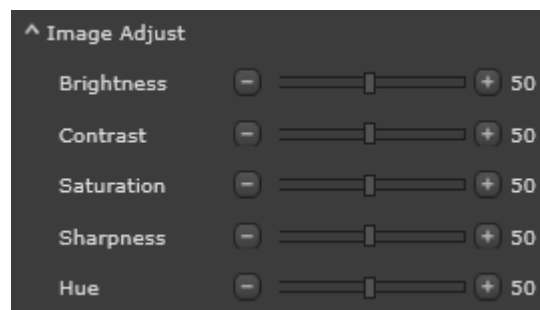 ^ Image Adjust
Brightness - + 50
Contrast - + 50
Saturation - + 50
Sharpness - + 50
Hue - + 50